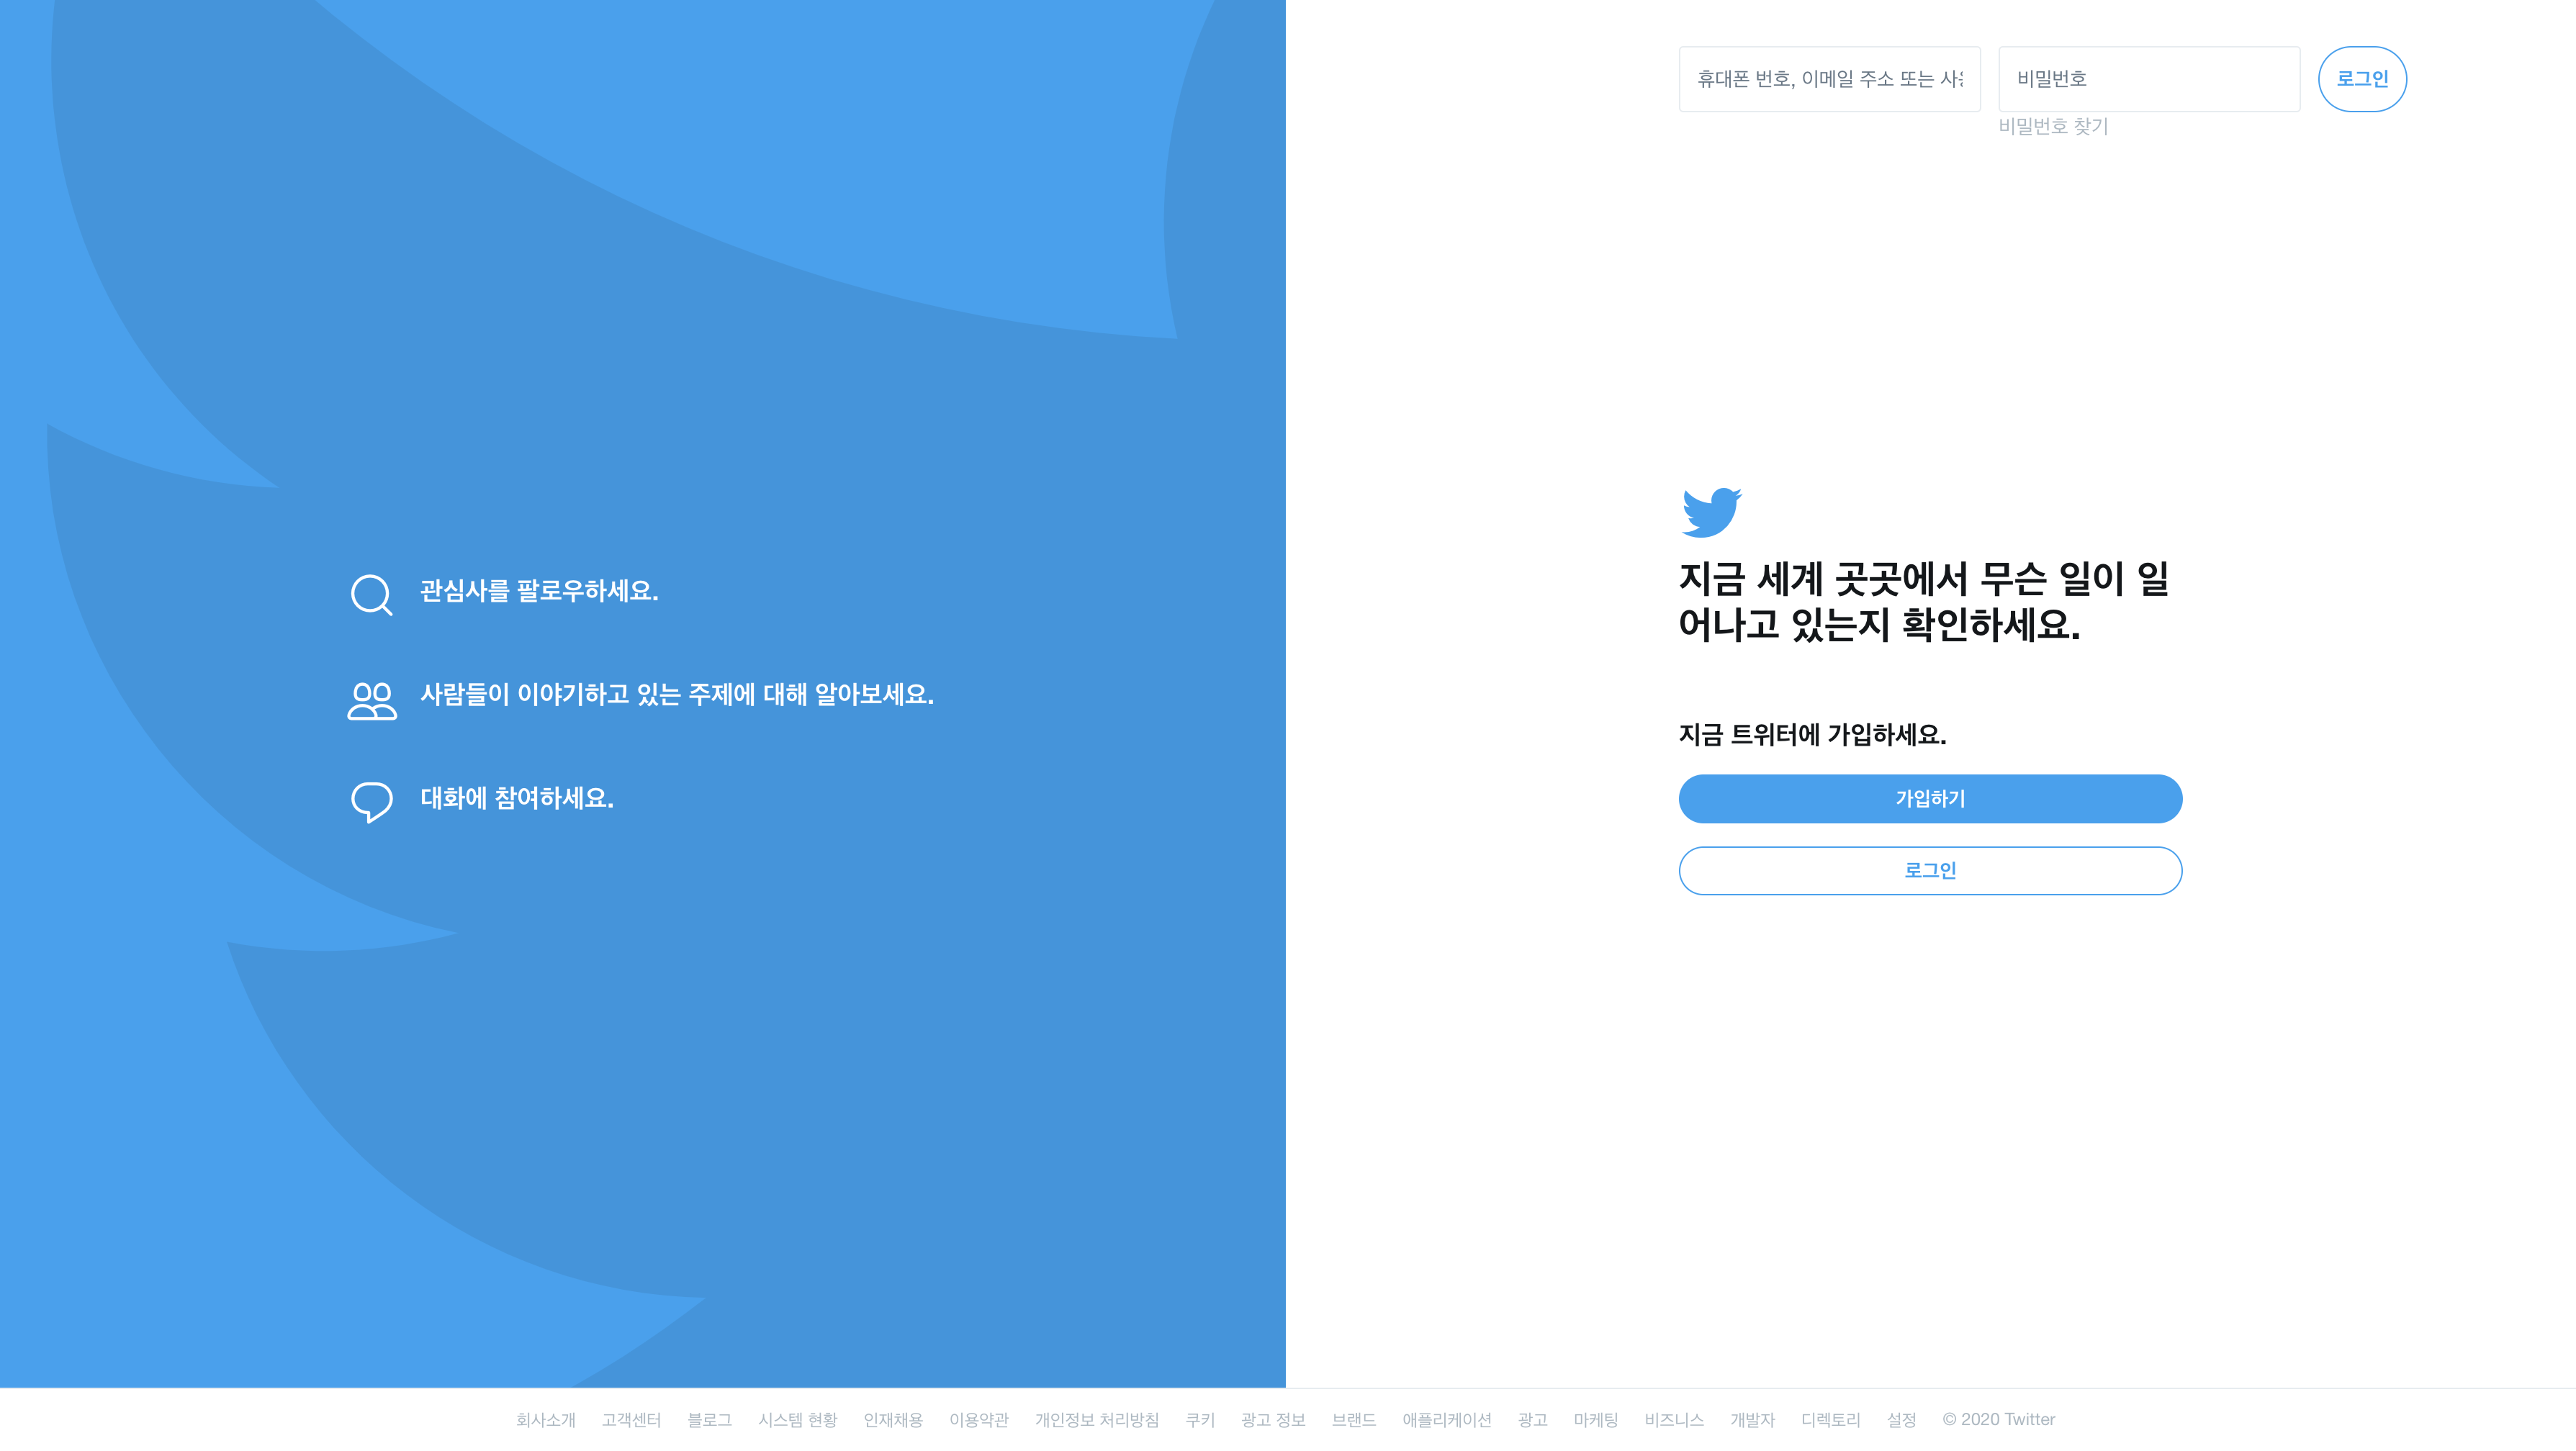 휴대폰 번호, 이메일 주소 또는 사
비밀번호
로그인
비밀번호 찾기
관심사를 팔로우하세요.
사람들이 이야기하고 있는 주제에 대해 알아보세요.
대화에 참여하세요.
지금 세계 곳곳에서 무슨 일이 일
어나고 있는지 확인하세요.
지금 트위터에 가입하세요.
가입하기
로그인
회사소개 고객센터 블로그 시스템 현황 인재채용 이용약관 개인정보 처리방침 쿠키 광고 정보 브랜드 애플리케이션 광고 마케팅 비즈니스 개발자 디렉토리 설정 © 2020 Twitter